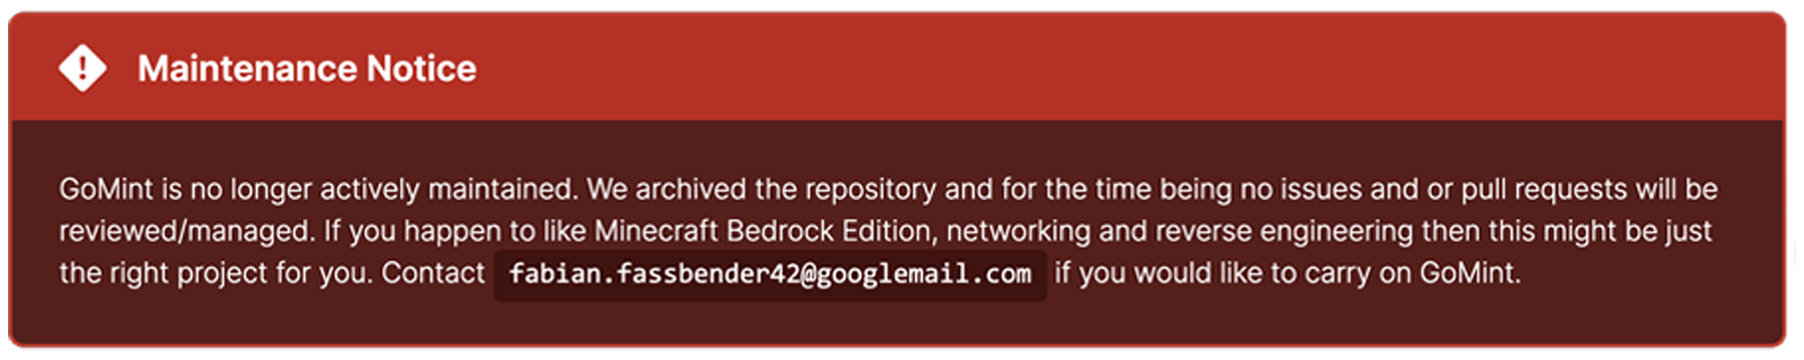 Maintenance Notice
GoMint is no longer actively maintained. We archived the repository and for the time being no issues and or pull requests will be
reviewed/managed. If you happen to like Minecraft Bedrock Edition, networking and reverse engineering then this might be just
the right project for you. Contact fabian.fassbender42@googlemail.com if you would like to carry on GoMint.